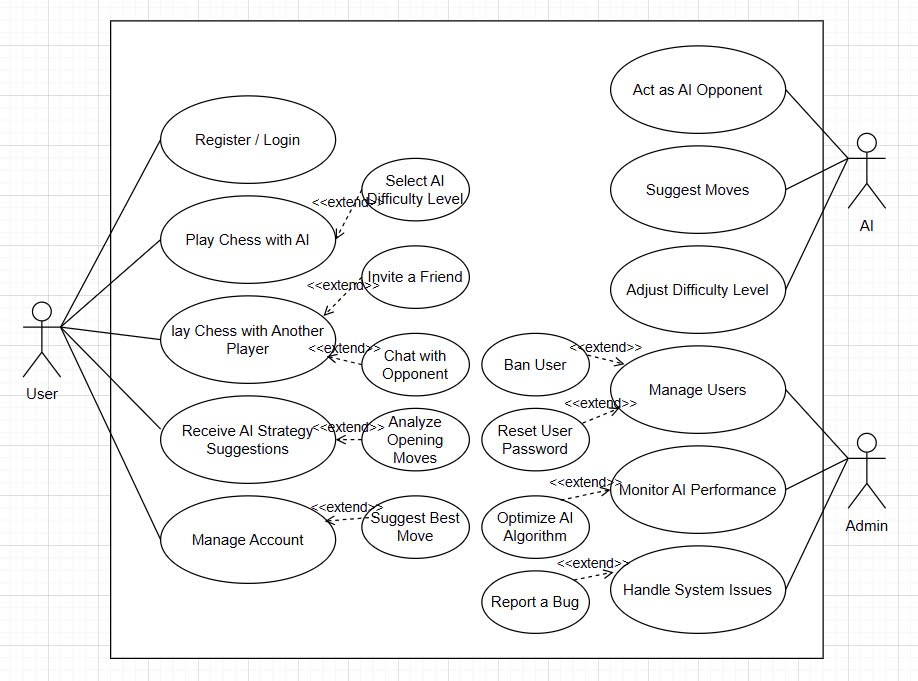 Act as AI Opponent
Register / Login
Select AI
Difficulty Level
Suggest Moves
<<extend>>
AI
Play Chess with AI
Invite a Friend
<<extend>>
Adjust Difficulty Level
lay Chess with Another
Player
<<extend>>
Chat with
Opponent
Ban User
<<extend>>
User
Manage Users
<<extend>>
Receive AI Strategy
Suggestions
<<extend>>
Analyze
Opening
Moves
Reset User
Password
Monitor AI Performance
<<extend>>
<<extend>>
Suggest Best
Move
Optimize AI
Algorithm
Admin
Manage Account
<<extend>>
Report a Bug
Handle System Issues